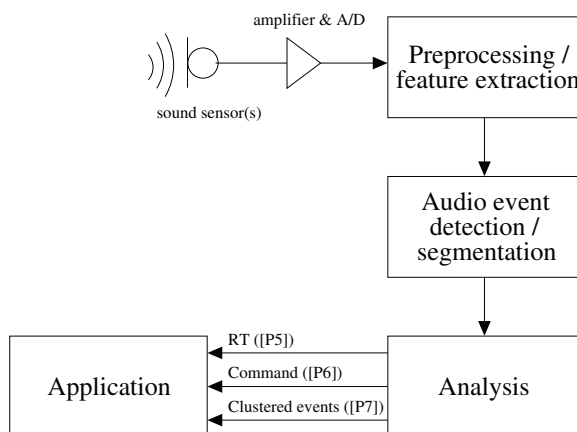 amplifier & A/D
Preprocessing /
feature extraction
sound sensor(s)
Audio event
detection /
segmentation
RT ([P5])
Command ([P6])
Clustered events ([P7])
Application
Analysis